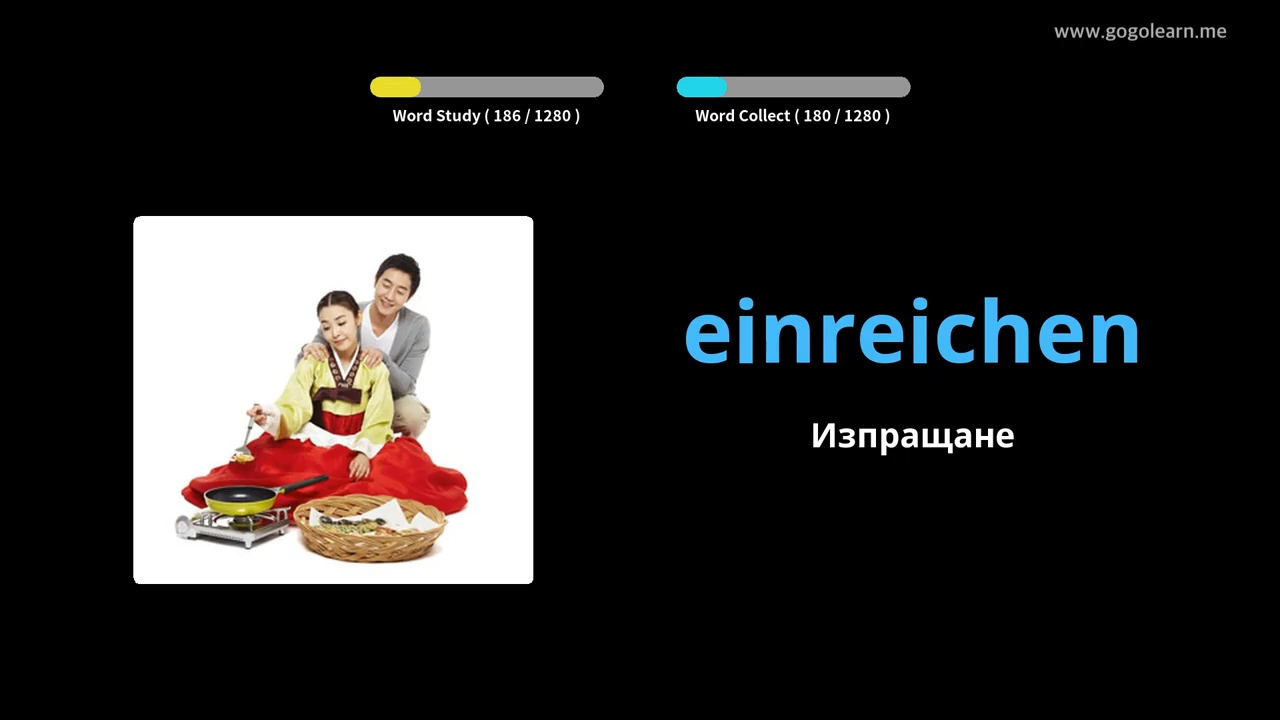 www.gogolearn.me
Word Study ( 186 / 1280 )
Word Collect ( 180 / 1280 )
einreichen
Изпращане